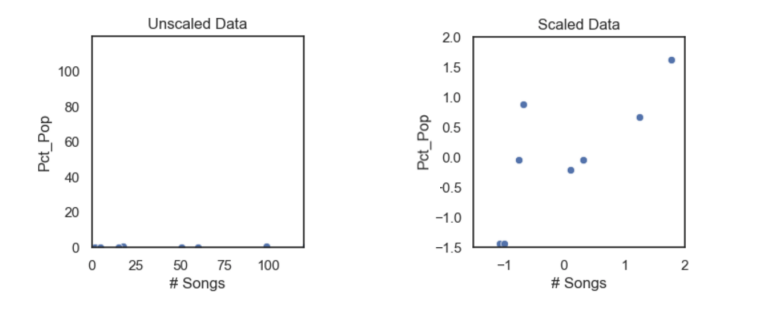 Unscaled Data
100
80
60
40
20
0
Pct_Pop
0 25 50 75 100
# Songs
Scaled Data
2.0
1.5
1.0
0.5
0.0
-0.5
−1.0
−1.5
Pct_Pop
−1 0 1 2
# Songs